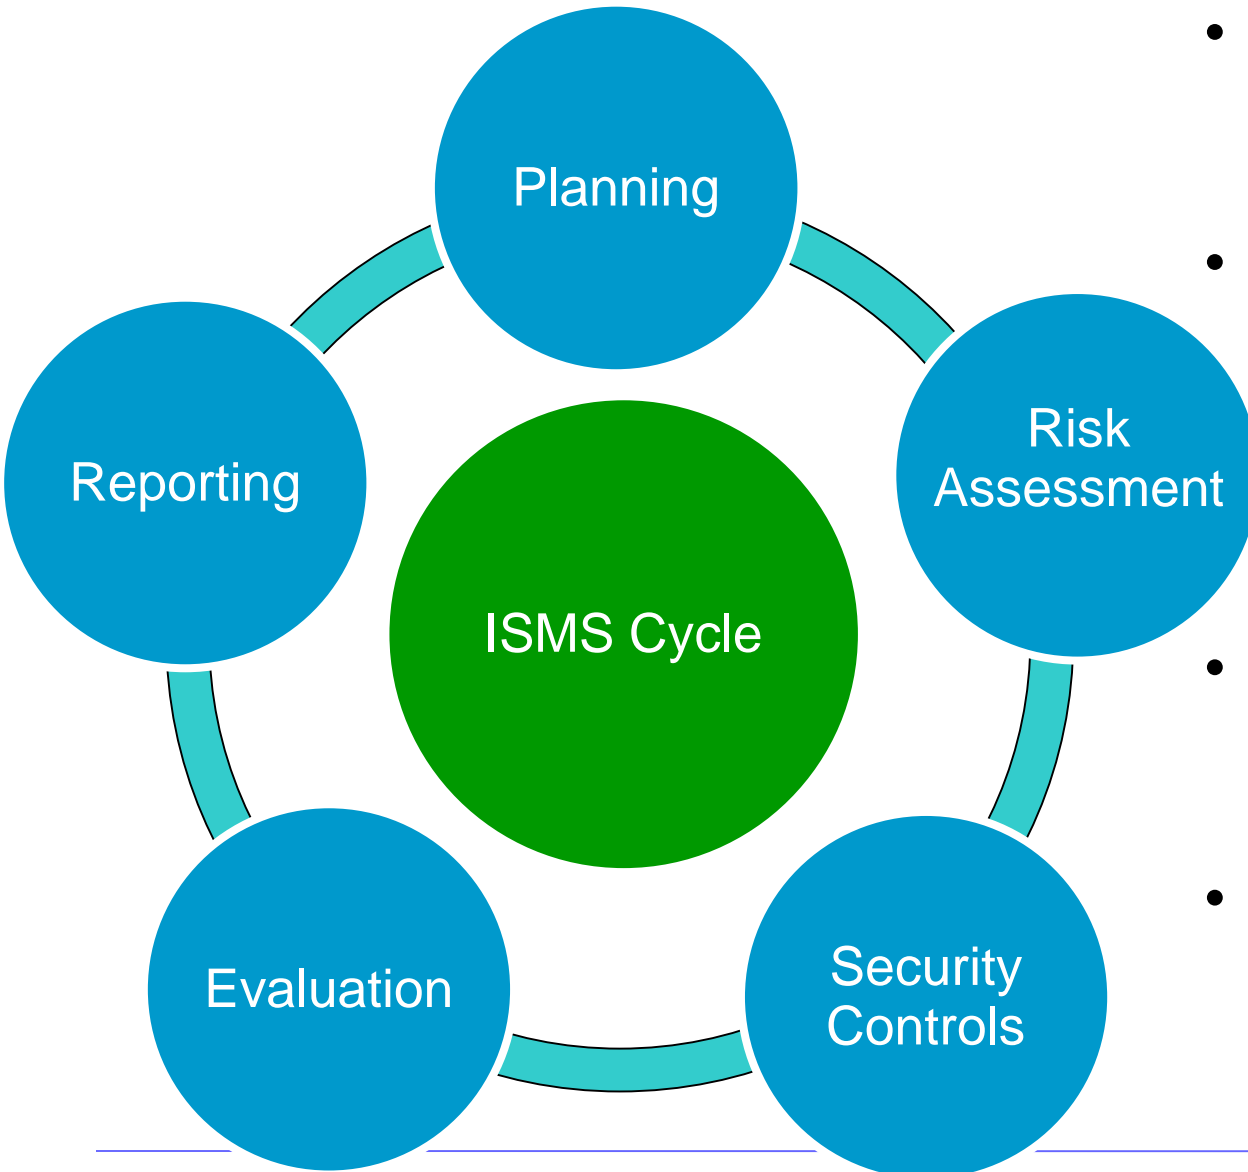 Planning
Risk
Assessment
Security
Controls
Evaluation
Reporting
ISMS Cycle